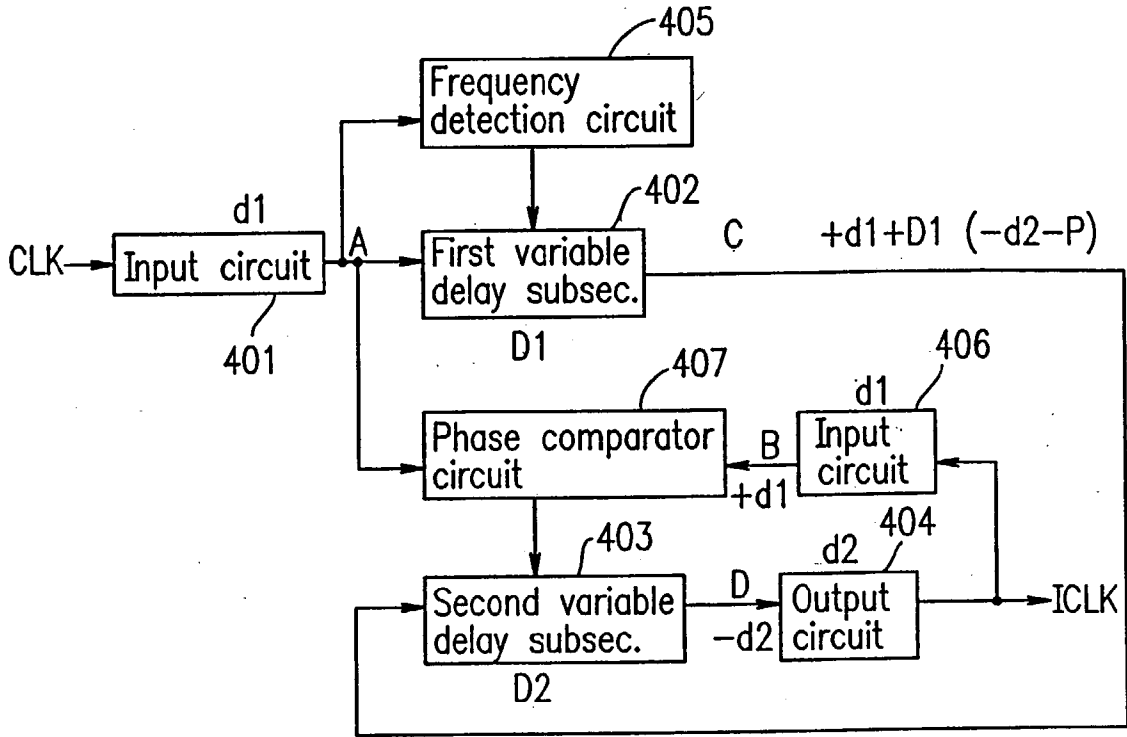 405
Frequency
detection circuit
402
d1
CLK
Input circuit
A
401
First variable
delay subsec.
D1
C +d1+D1 (-d2-P)
407
406
d1
Phase comparator
circuit
B
+d1
Input
circuit
403
404
d2
Second variable
delay subsec.
D2
D
-d2
Output
circuit
ICLK